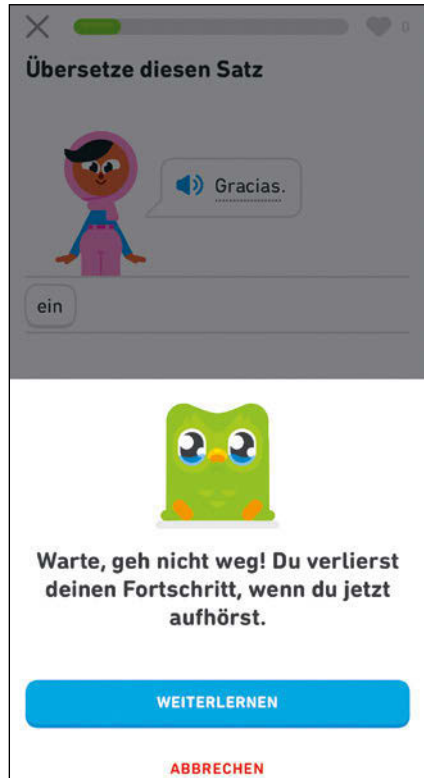 0
Übersetze diesen Satz
Gracias.
ein
Warte, geh nicht weg! Du verlierst
deinen Fortschritt, wenn du jetzt
aufhörst.
WEITERLERNEN
ABBRECHEN